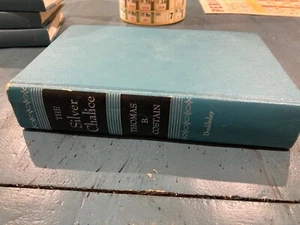 THE
Silver
Chalice
THOMAS
B.
COSTAIN
Doubleday